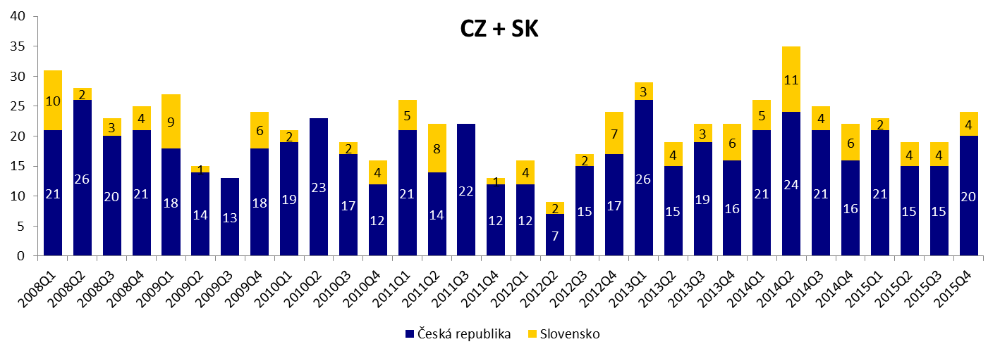 CZ + SK
40
35
30
25
20
15
10
5
0
10 2 3 4 9 1 6 2 2 4 5 8 1 4 2 2 7 3 4 3 6 5 11 4 6 2 4 4 4
21 26 20 21 18 14 13 18 19 23 17 12 21 14 22 12 12 7 15 17 26 15 19 16 21 24 21 16 21 15 15 20
2008Q1 2008Q2 2008Q3 2008Q4 2009Q1 2009Q2 2009Q3 2009Q4 2010Q1 2010Q2 2010Q3 2010Q4 2011Q1 2011Q2 2011Q3 2011Q4 2012Q1 2012Q2 2012Q3 2012Q4 2013Q1 2013Q2 2013Q3 2013Q4 2014Q1 2014Q2 2014Q3 2014Q4 2015Q1 2015Q2 2015Q3 2015Q4
Česká republika Slovensko